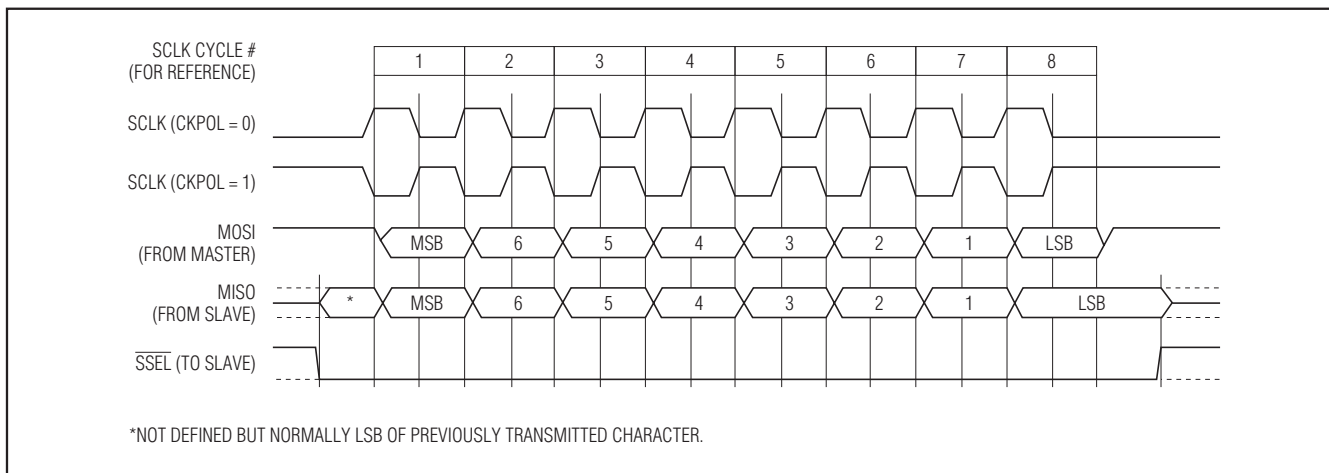 SCLK CYCLE #
(FOR REFERENCE)
1 2 3 4 5 6 7 8
SCLK (CKPOL = 0)
SCLK (CKPOL = 1)
MOSI
(FROM MASTER)
MSB 6 5 4 3 2 1 LSB
MISO
(FROM SLAVE)
* MSB 6 5 4 3 2 1 LSB
SSEL (TO SLAVE)
*NOT DEFINED BUT NORMALLY LSB OF PREVIOUSLY TRANSMITTED CHARACTER.